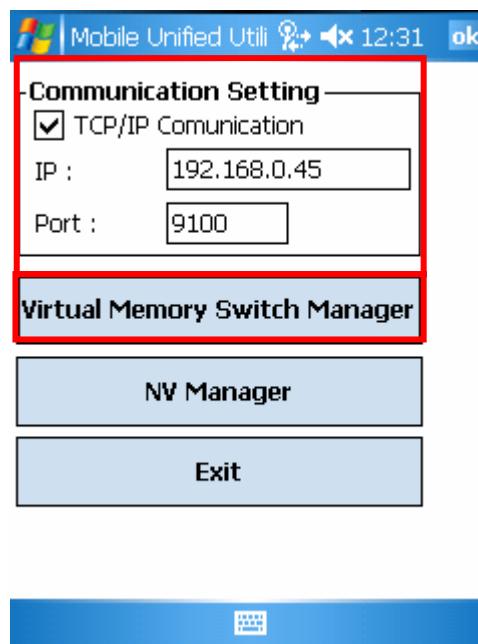 Mobile Unified Utili 12:31 ok
Communication Setting
TCP/IP Comunication
IP : 192.168.0.45
Port : 9100
Virtual Memory Switch Manager
NV Manager
Exit